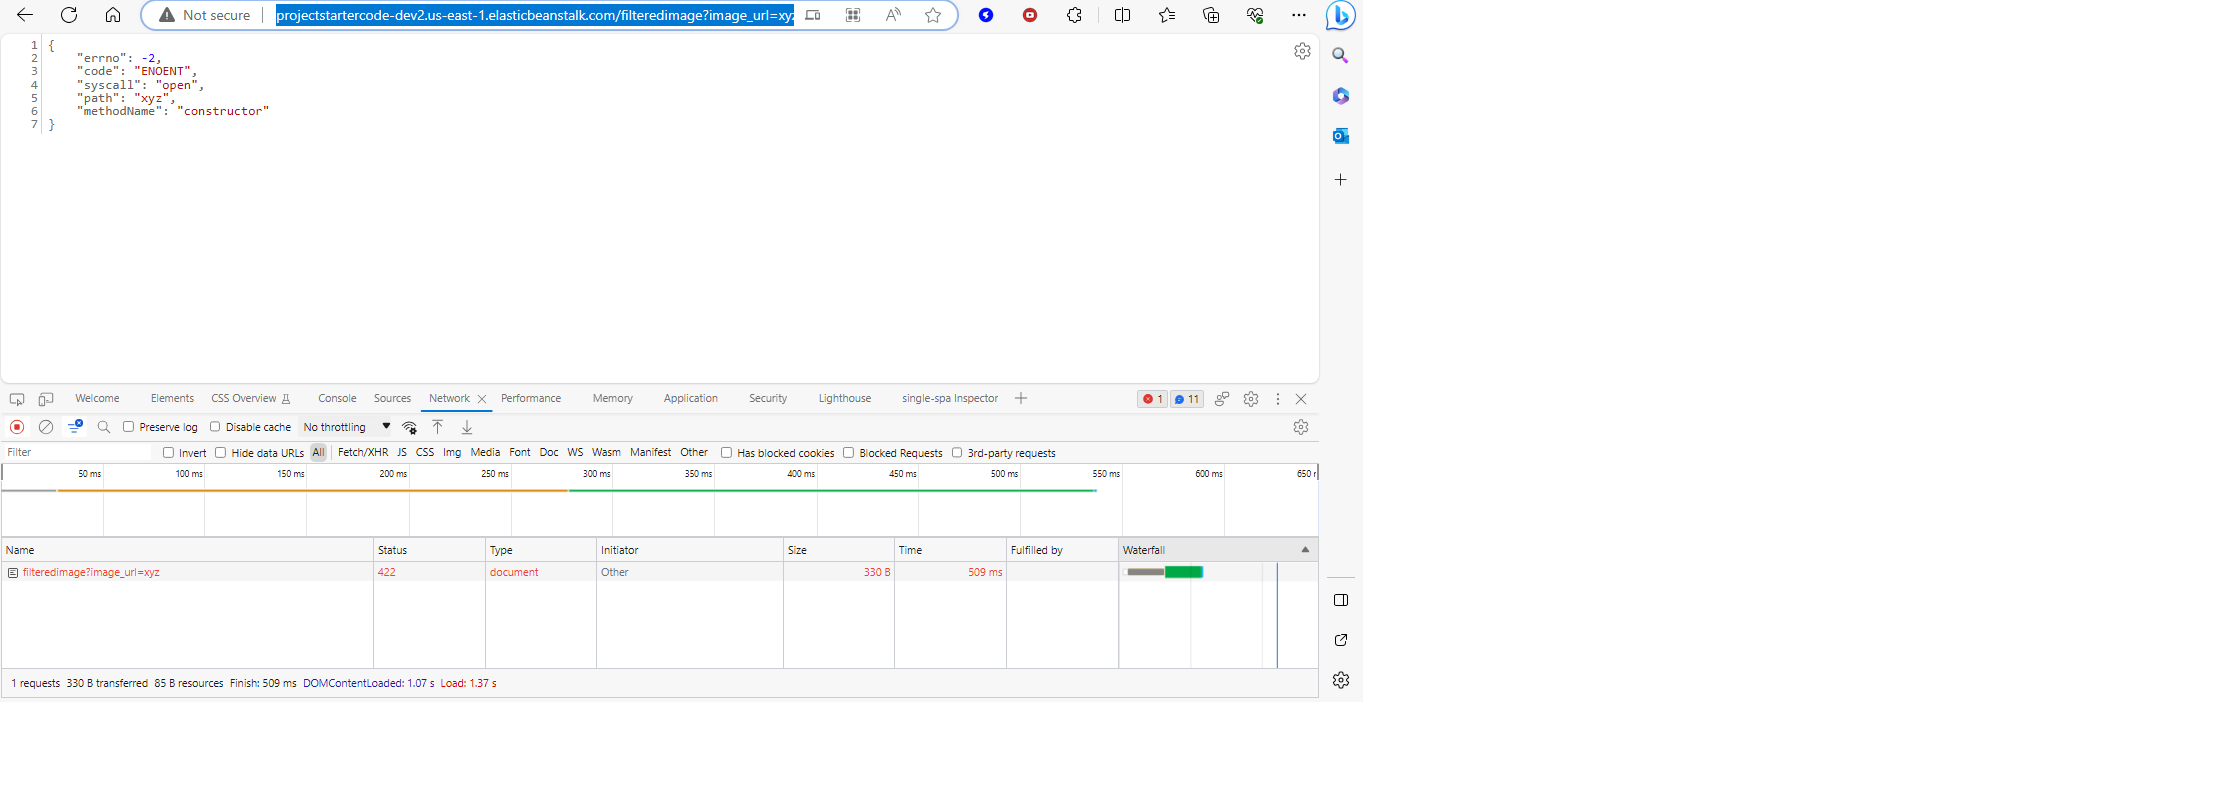 Not secure projectstartercode-dev2.us-east-1.elasticbeanstalk.com/filteredimage?image_url=xyz
1 {
2 "errno": -2,
3 "code": "ENOENT",
4 "syscall": "open",
5 "path": "xyz",
6 "methodName": "constructor"
7 }
Welcome Elements CSS Overview Console Sources Network Performance Memory Application Security Lighthouse single-spa Inspector 1 11
Preserve log Disable cache No throttling
Filter Invert Hide data URLs All Fetch/XHR JS CSS Img Media Font Doc WS Wasm Manifest Other Has blocked cookies Blocked Requests 3rd-party requests
50 ms 100 ms 150 ms 200 ms 250 ms 300 ms 350 ms 400 ms 450 ms 500 ms 550 ms 600 ms 650 r
Name Status Type Initiator Size Time Fulfilled by Waterfall
filteredimage?image_url=xyz 422 document Other 330 B 509 ms
1 requests 330 B transferred 85 B resources Finish: 509 ms DOMContentLoaded: 1.07 s Load: 1.37 s